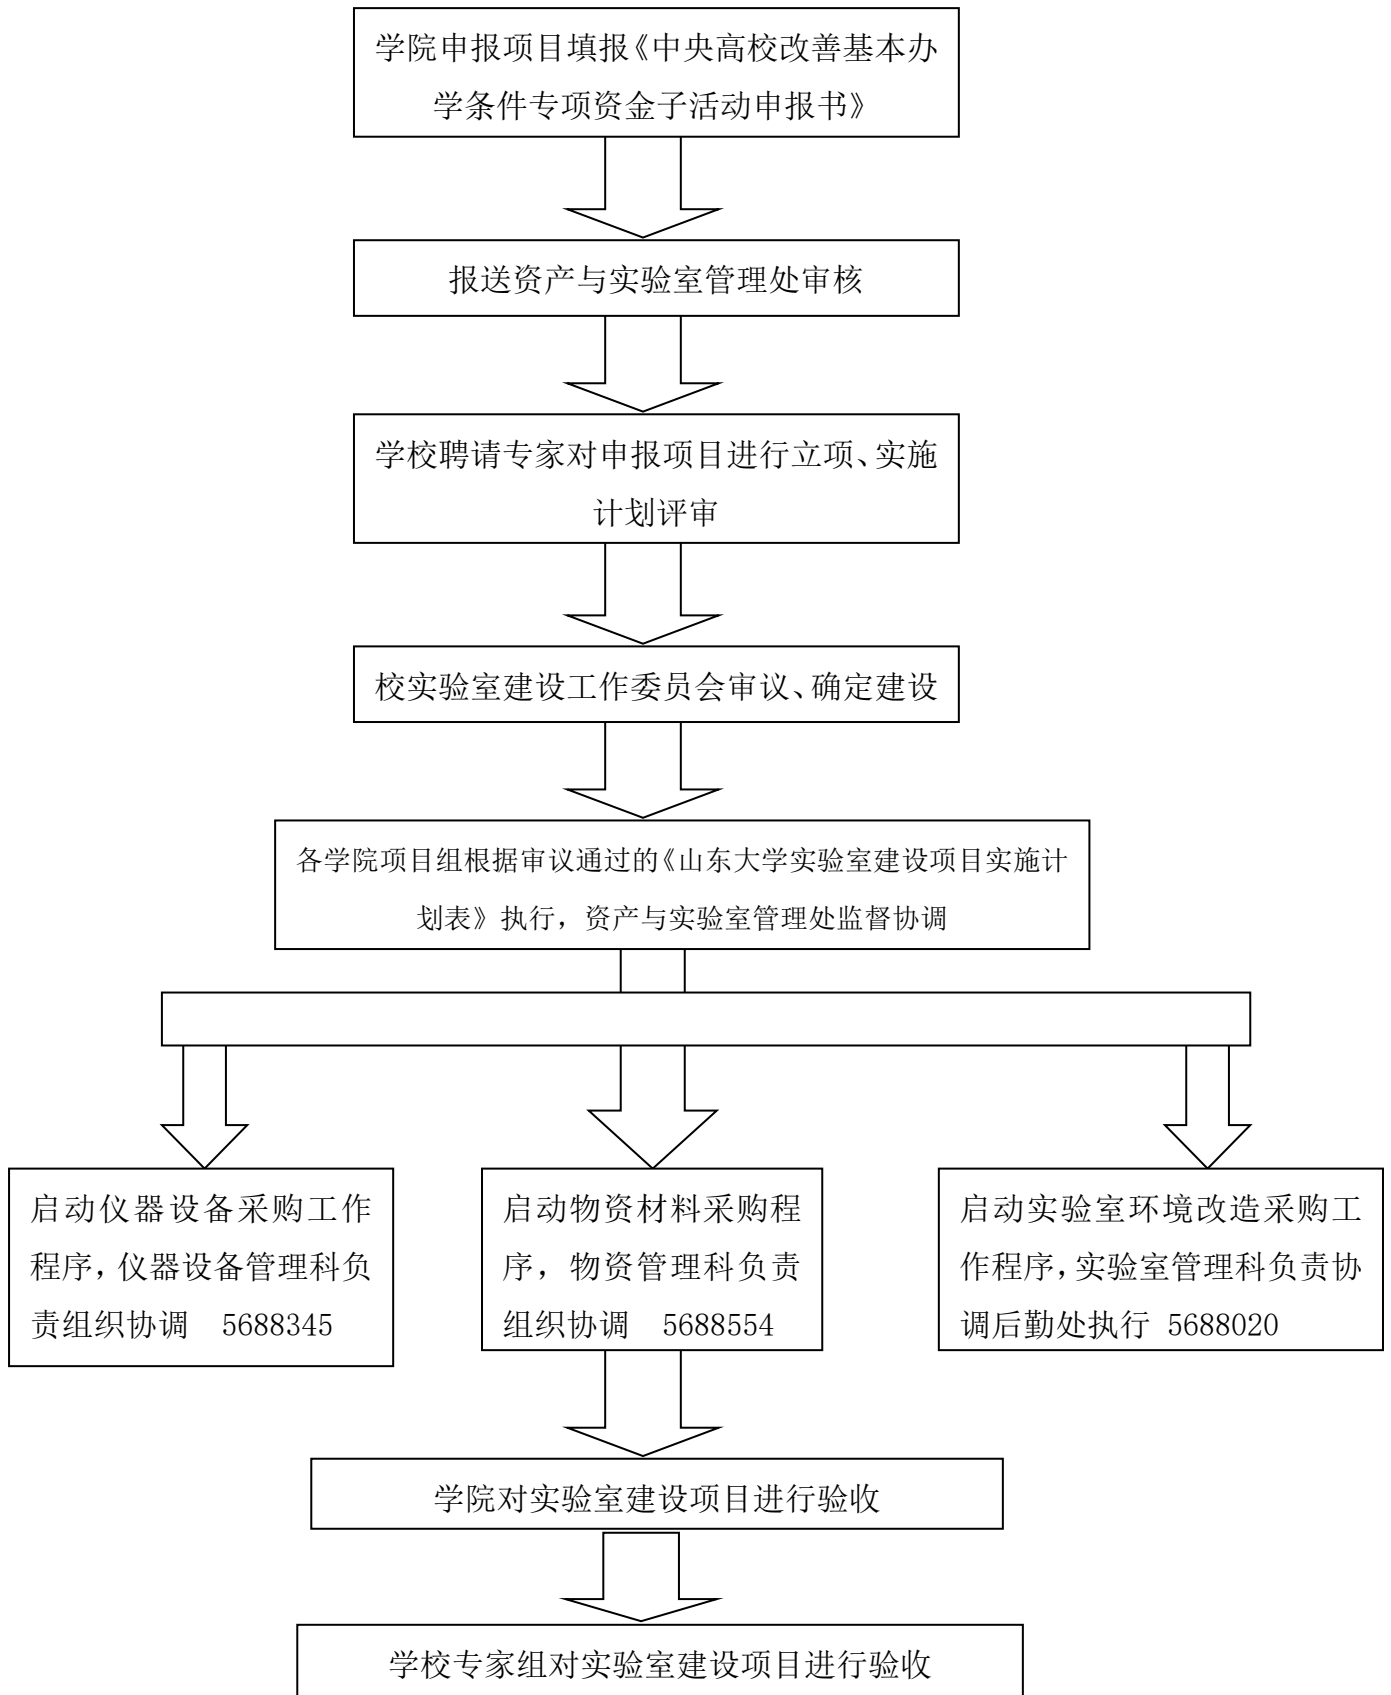 学院申报项目填报《中央高校改善基本办
学条件专项资金子活动申报书》
报送资产与实验室管理处审核
学校聘请专家对申报项目进行立项、实施
计划评审
校实验室建设工作委员会审议、确定建设
各学院项目组根据审议通过的《山东大学实验室建设项目实施计
划表》执行，资产与实验室管理处监督协调
启动仪器设备采购工作
程序，仪器设备管理科负
责组织协调 5688345
启动物资材料采购程
序，物资管理科负责
组织协调 5688554
启动实验室环境改造采购工
作程序，实验室管理科负责协
调后勤处执行 5688020
学院对实验室建设项目进行验收
学校专家组对实验室建设项目进行验收